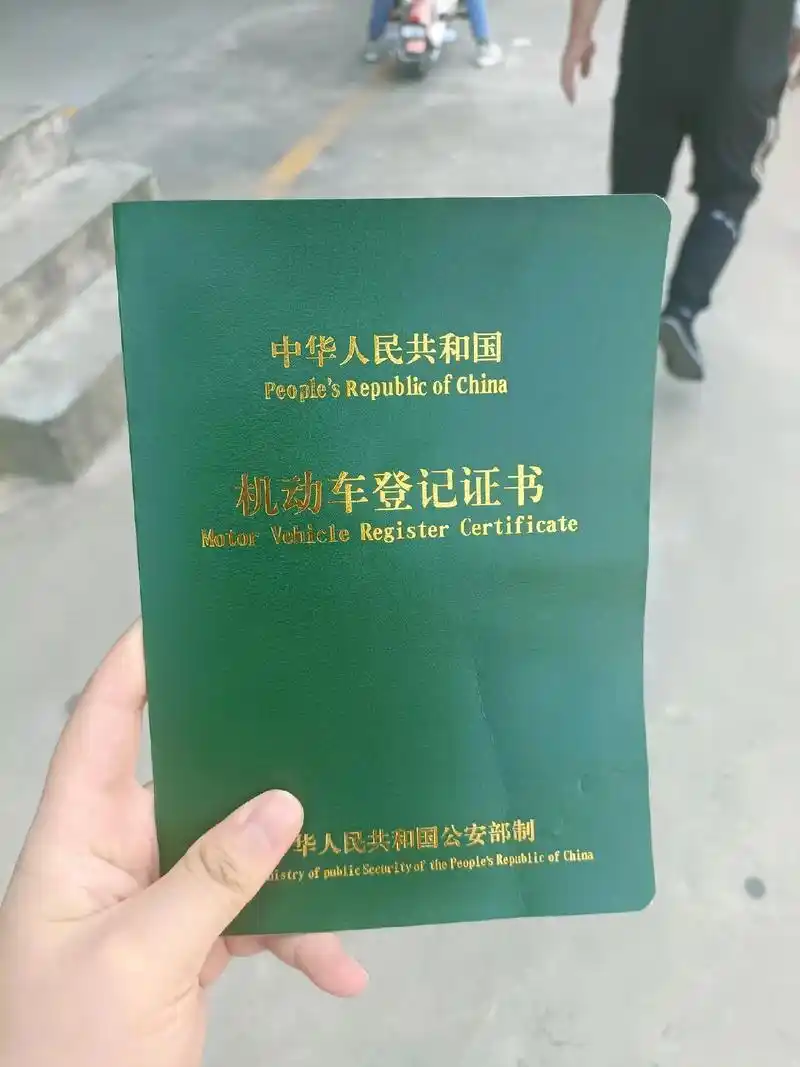 中华人民共和国
People's Republic of China
机动车登记证书
Motor Vehicle Register Certificate
华人民共和国公安部制
of public Security of the People's Republic of China